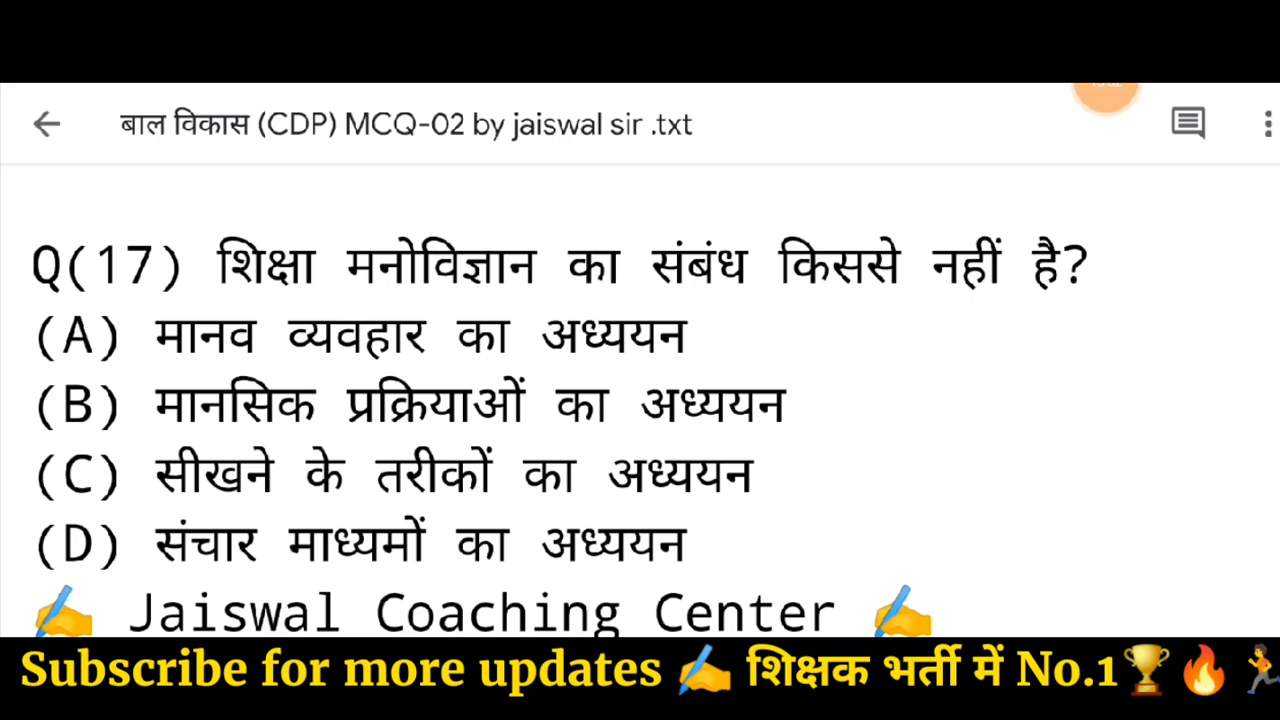 बाल विकास (CDP) MCQ-02 by jaiswal sir .txt
Q(17) शिक्षा मनोविज्ञान का संबंध किससे नहीं है?
(A) मानव व्यवहार का अध्ययन
(B) मानसिक प्रक्रियाओं का अध्ययन
(C) सीखने के तरीकों का अध्ययन
(D) संचार माध्यमों का अध्ययन
✍️ Jaiswal Coaching Center ✍️
Subscribe for more updates ✍️ शिक्षक भर्ती में No.1🏆🔥🏃